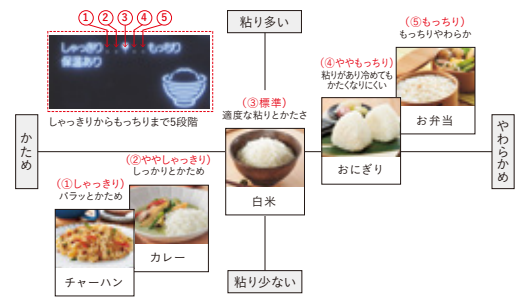 ① ② ③ ④ ⑤
しゃっきり・・・・・もっちり
保温あり
しゃっきりからもっちりまで5段階
粘り多い
粘り少ない
かため
やわらかめ
(①しゃっきり)
パラッとかため
チャーハン
(②ややしゃっきり)
しっかりとかため
カレー
(③標準)
適度な粘りとかたさ
白米
(④ややもっちり)
粘りがあり冷めても
かたくなりにくい
おにぎり
(⑤もっちり)
もっちりやわらか
お弁当